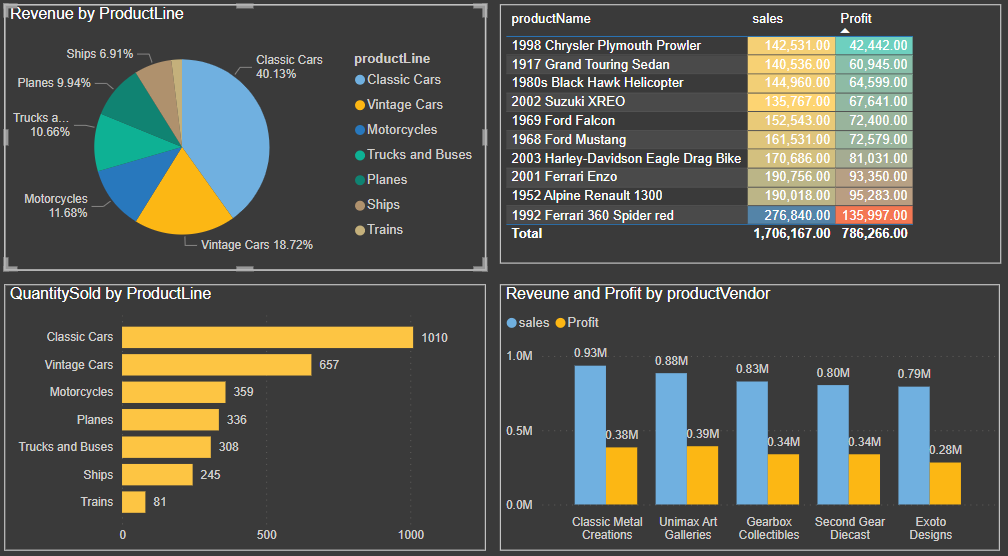 Revenue by ProductLine
Ships 6.91%
Planes 9.94%
Trucks a...
10.66%
Motorcycles
11.68%
Vintage Cars 18.72%
Classic Cars
40.13%
productLine
Classic Cars
Vintage Cars
Motorcycles
Trucks and Buses
Planes
Ships
Trains
productName sales Profit
1998 Chrysler Plymouth Prowler 142,531.00 42,442.00
1917 Grand Touring Sedan 140,536.00 60,945.00
1980s Black Hawk Helicopter 144,960.00 64,599.00
2002 Suzuki XREO 135,767.00 67,641.00
1969 Ford Falcon 152,543.00 72,400.00
1968 Ford Mustang 161,531.00 72,579.00
2003 Harley-Davidson Eagle Drag Bike 170,686.00 81,031.00
2001 Ferrari Enzo 190,756.00 93,350.00
1952 Alpine Renault 1300 190,018.00 95,283.00
1992 Ferrari 360 Spider red 276,840.00 135,997.00
Total 1,706,167.00 786,266.00
QuantitySold by ProductLine
Classic Cars 1010
Vintage Cars 657
Motorcycles 359
Planes 336
Trucks and Buses 308
Ships 245
Trains 81
0 500 1000
Reveune and Profit by productVendor
sales Profit
1.0M
0.5M
0.0M
0.93M 0.88M 0.83M 0.80M 0.79M
0.38M 0.39M 0.34M 0.34M 0.28M
Classic Metal Unimax Art Gearbox Second Gear Exoto
Creations Galleries Collectibles Diecast Designs